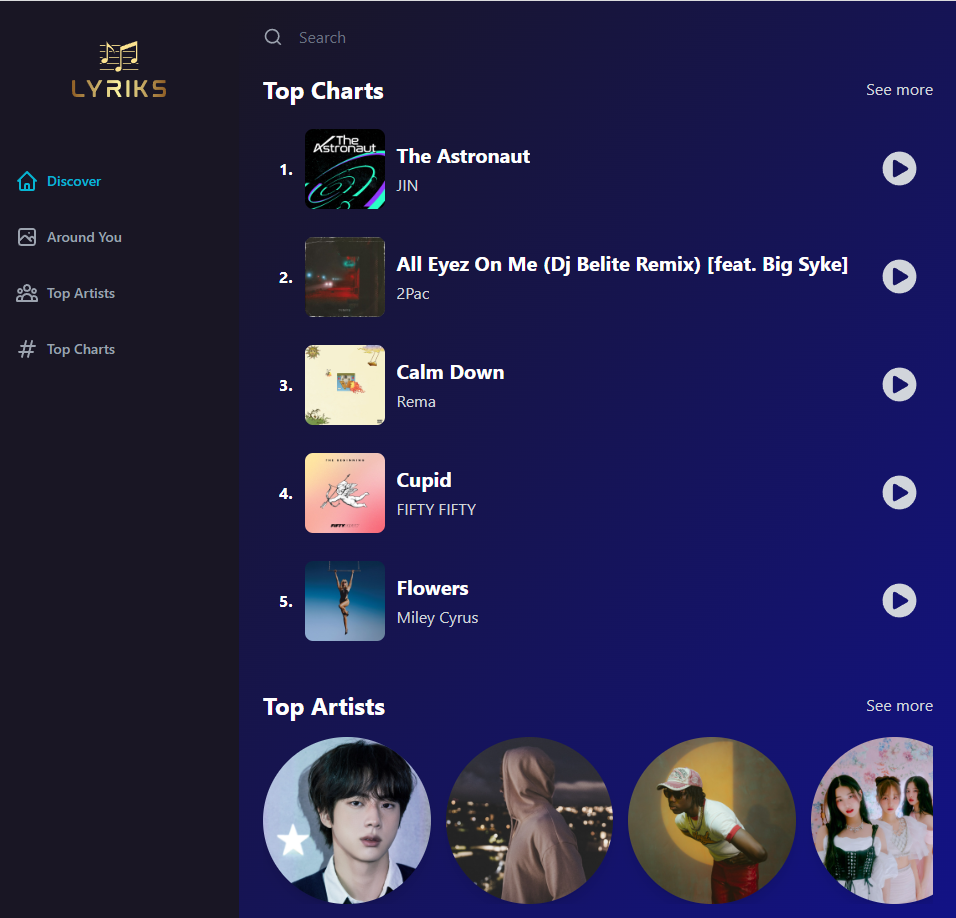 LYRIKS
Discover
Around You
Top Artists
Top Charts
Search
Top Charts
See more
1.
The
Astronaut
The Astronaut
JIN
2.
All Eyez On Me (Dj Belite Remix) [feat. Big Syke]
2Pac
3.
Calm Down
Rema
4.
THE BEGINNING
FIFTY FIFTY
Cupid
FIFTY FIFTY
5.
Flowers
Miley Cyrus
Top Artists
See more